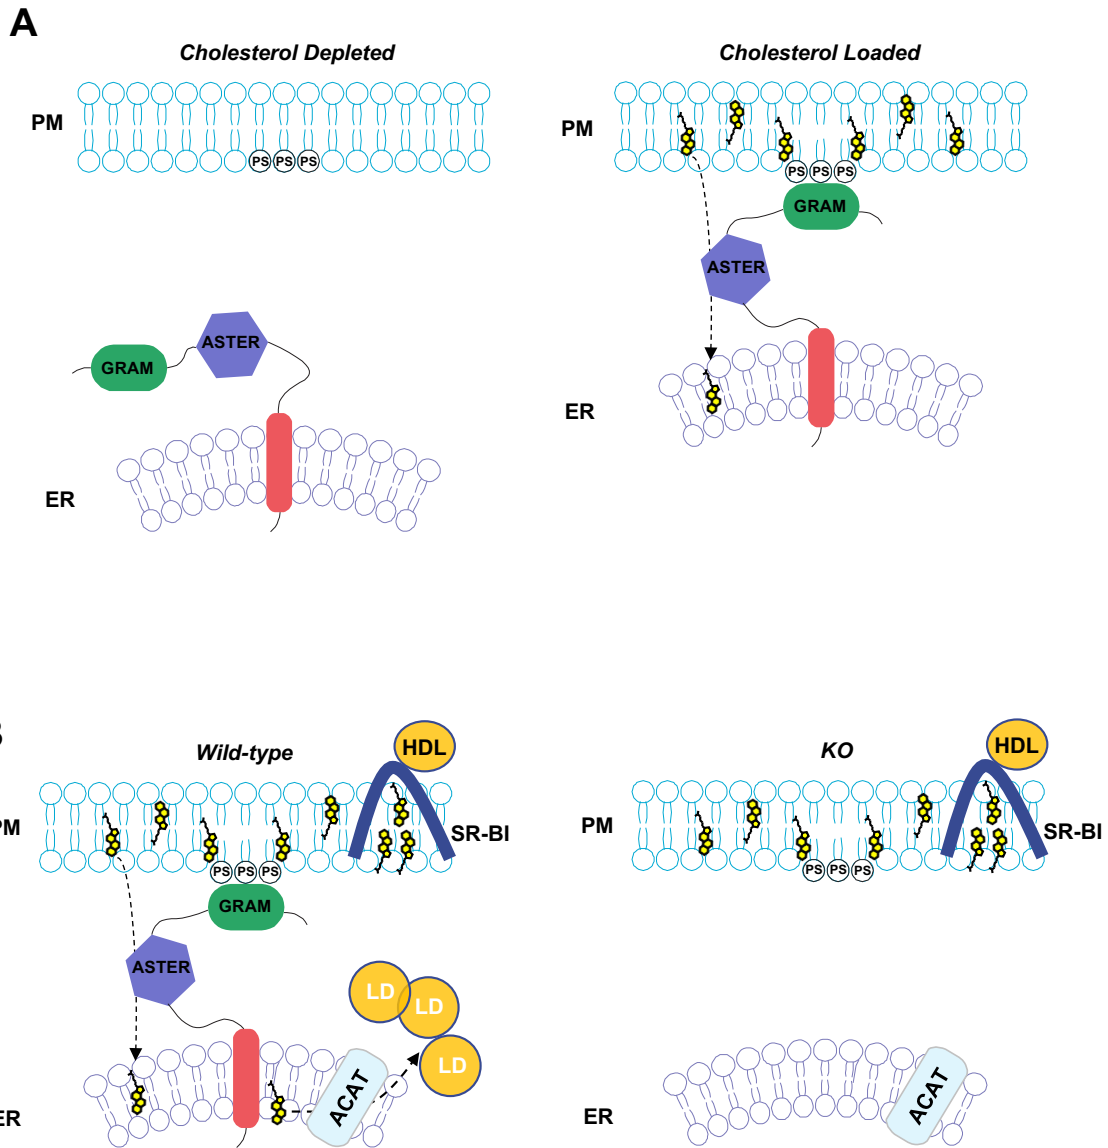 A
Cholesterol Depleted
Cholesterol Loaded
PM
PS PS PS
PM
PS PS PS
GRAM
ASTER
ASTER
GRAM
ER
ER
B
Wild-type
HDL
KO
HDL
PM
SR-BI
PS PS PS
PM
SR-BI
PS PS PS
GRAM
ASTER
LD
LD
LD
ACAT
ER
ACAT
ER